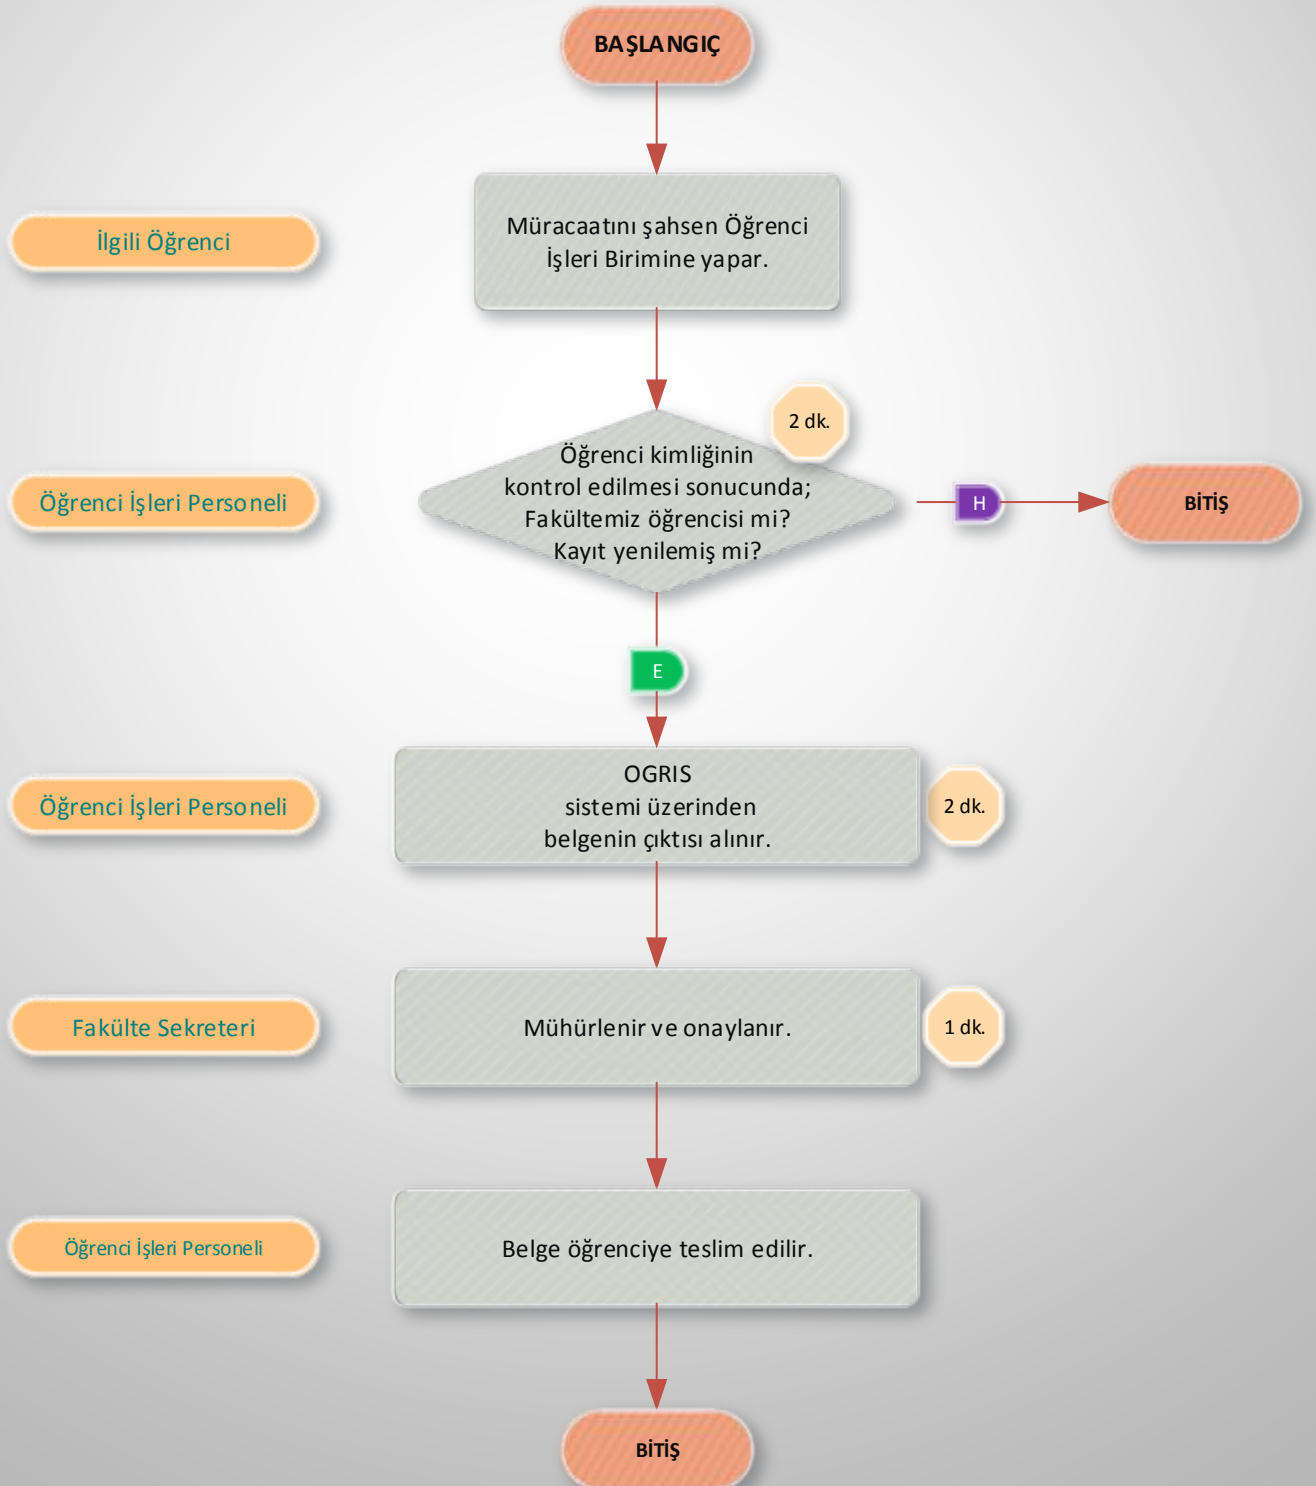 BAŞLANGIÇ
İlgili Öğrenci
Müracaatını şahsen Öğrenci
İşleri Birimine yapar.
2 dk.
Öğrenci İşleri Personeli
Öğrenci kimliğinin
kontrol edilmesi sonucunda;
Fakültemiz öğrencisi mi?
Kayıt yenilemiş mi?
H
BİTİŞ
E
Öğrenci İşleri Personeli
OGRIS
sistemi üzerinden
belgenin çıktısı alınır.
2 dk.
Fakülte Sekreteri
Mühürlenir ve onaylanır.
1 dk.
Öğrenci İşleri Personeli
Belge öğrenciye teslim edilir.
BİTİŞ